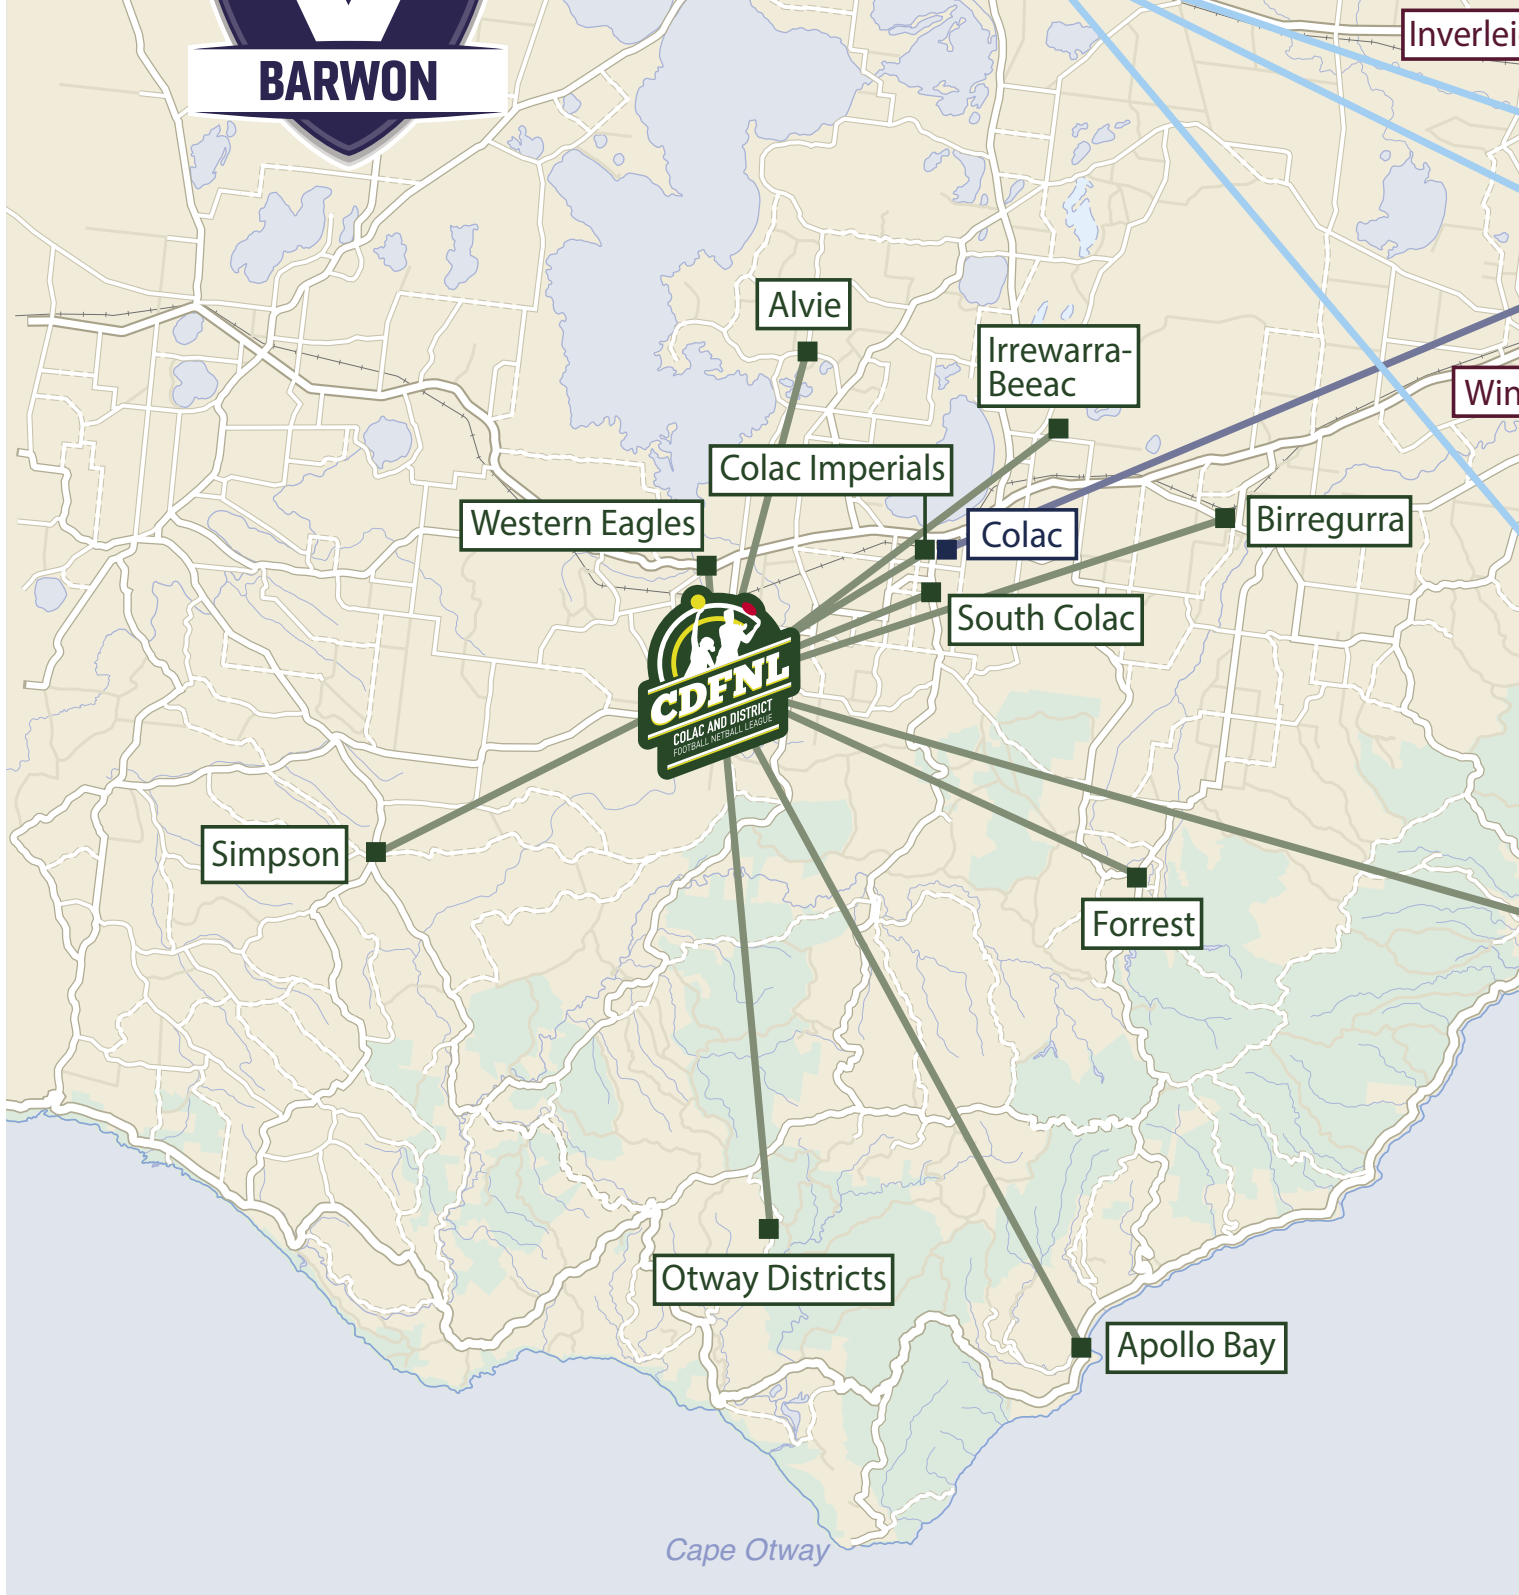 BARWON
Inverlei
Alvie
Irrewarra-
Beeac
Win
Colac Imperials
Western Eagles
Colac
Birregurra
South Colac
CDFNL
COLAC AND DISTRICT
FOOTBALL NETBALL LEAGUE
Simpson
Forrest
Otway Districts
Apollo Bay
Cape Otway